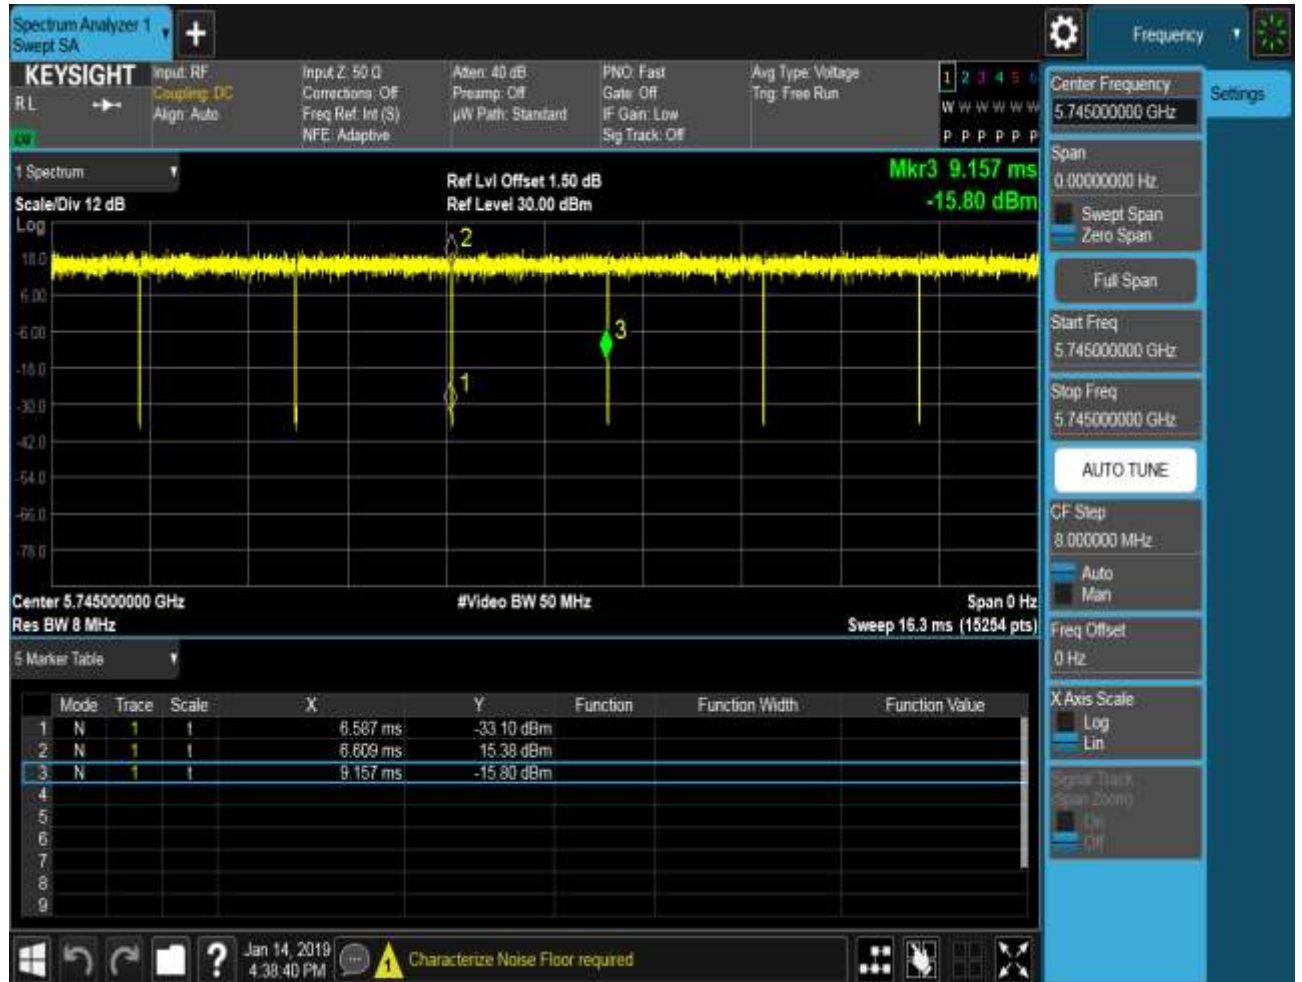 Spectrum Analyzer 1
Swept SA
Frequency
KEYSIGHT
RL
Input: RF
Coupling: DC
Align: Auto
Input Z: 50 Ω
Corrections: Off
Freq Ref: Int (S)
NFE: Adaptive
Atten: 40 dB
Preamp: Off
µW Path: Standard
PNO: Fast
Gate: Off
IF Gain: Low
Sig Track: Off
Avg Type: Voltage
Trig: Free Run
1 2 3 4 5 6
W W W W W W
P P P P P P
1 Spectrum
Scale/Div 12 dB
Ref Lvl Offset 1.50 dB
Ref Level 30.00 dBm
Mkr3 9.157 ms
-15.80 dBm
Log
18.0
6.00
-6.00
-18.0
-30.0
-42.0
-54.0
-66.0
-78.0
2
3
1
Center 5.745000000 GHz
#Video BW 50 MHz
Span 0 Hz
Res BW 8 MHz
Sweep 16.3 ms (15254 pts)
5 Marker Table
Mode Trace Scale X Y Function Function Width Function Value
1 N 1 t 6.587 ms -33.10 dBm
2 N 1 t 6.609 ms 15.38 dBm
3 N 1 t 9.157 ms -15.80 dBm
4
5
6
7
8
9
Center Frequency
5.745000000 GHz
Settings
Span
0.00000000 Hz
Swept Span
Zero Span
Full Span
Start Freq
5.745000000 GHz
Stop Freq
5.745000000 GHz
AUTO TUNE
CF Step
8.000000 MHz
Auto
Man
Freq Offset
0 Hz
X Axis Scale
Log
Lin
Signal Track
(Span Zoom)
On
Off
Jan 14, 2019
4:38:40 PM
Characterize Noise Floor required